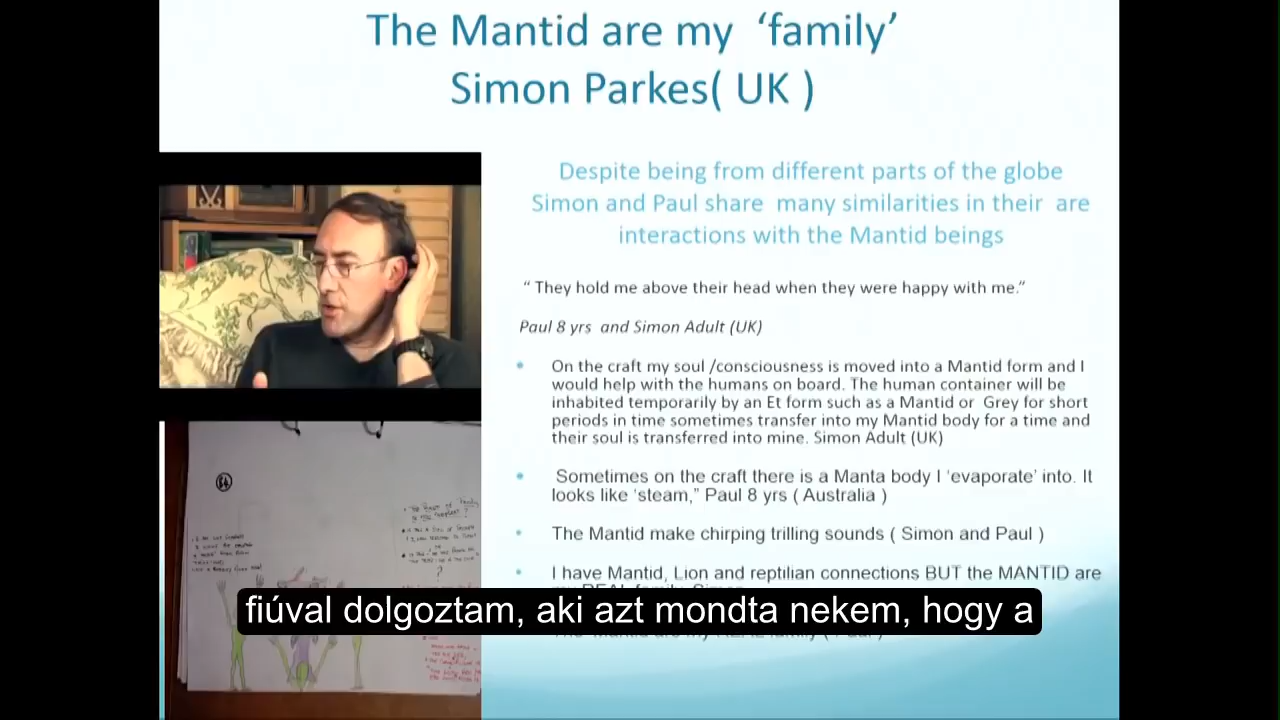 The Mantid are my ‘family’
Simon Parkes( UK )
Despite being from different parts of the globe
Simon and Paul share many similarities in their are
interactions with the Mantid beings
“ They hold me above their head when they were happy with me.”
Paul 8 yrs and Simon Adult (UK)
On the craft my soul /consciousness is moved into a Mantid form and I
would help with the humans on board. The human container will be
inhabited temporarily by an Et form such as a Mantid or Grey for short
periods in time sometimes transfer into my Mantid body for a time and
their soul is transferred into mine. Simon Adult (UK)
Sometimes on the craft there is a Manta body I ‘evaporate’ into. It
looks like ‘steam,” Paul 8 yrs ( Australia )
The Mantid make chirping trilling sounds ( Simon and Paul )
I have Mantid, Lion and reptilian connections BUT the MANTID are
fiúval dolgoztam, aki azt mondta nekem, hogy a
64